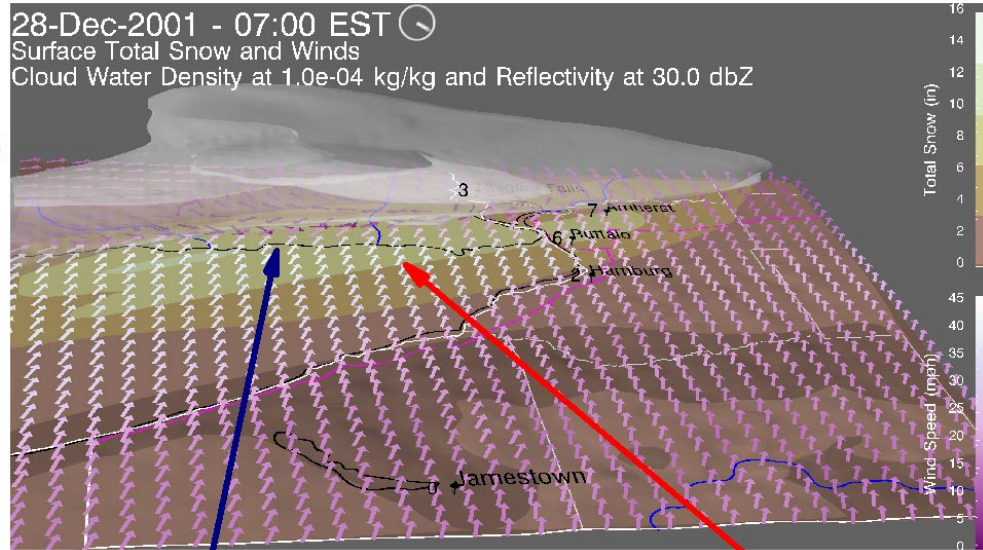 28-Dec-2001 - 07:00 EST
Surface Total Snow and Winds
Cloud Water Density at 1.0e-04 kg/kg and Reflectivity at 30.0 dbZ
16
14
12
10
8
6
4
2
0
Total Snow (in)
3 Niagara Falls
7 Amherst
6 Buffalo
2 Hamburg
0 Jamestown
45
40
35
30
25
20
15
10
5
0
Wind Speed (mph)